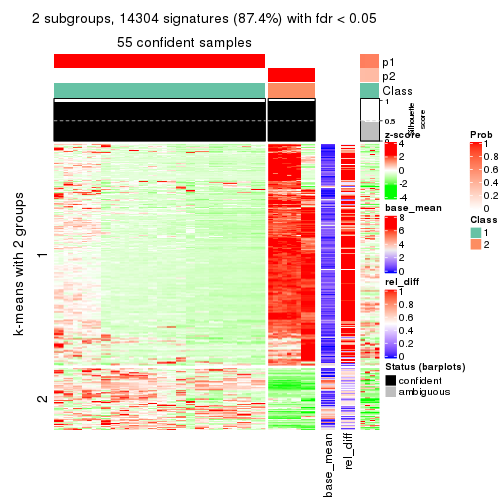 2 subgroups, 14304 signatures (87.4%) with fdr < 0.05
55 confident samples
p1
p2
Class
1
0.5
0
Silhouette
score
k-means with 2 groups
1
2
base_mean
rel_diff
z-score
4
2
0
-2
-4
base_mean
8
6
4
2
0
rel_diff
1
0.8
0.6
0.4
0.2
0
Status (barplots)
confident
ambiguous
Prob
1
0.8
0.6
0.4
0.2
0
Class
1
2